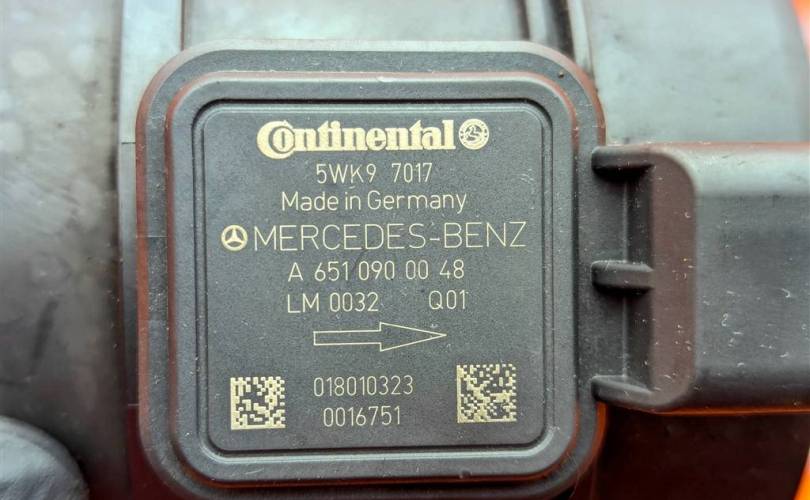 Continental
5WK9 7017
Made in Germany
MERCEDES-BENZ
A 651 090 00 48
LM 0032 Q01
018010323
0016751